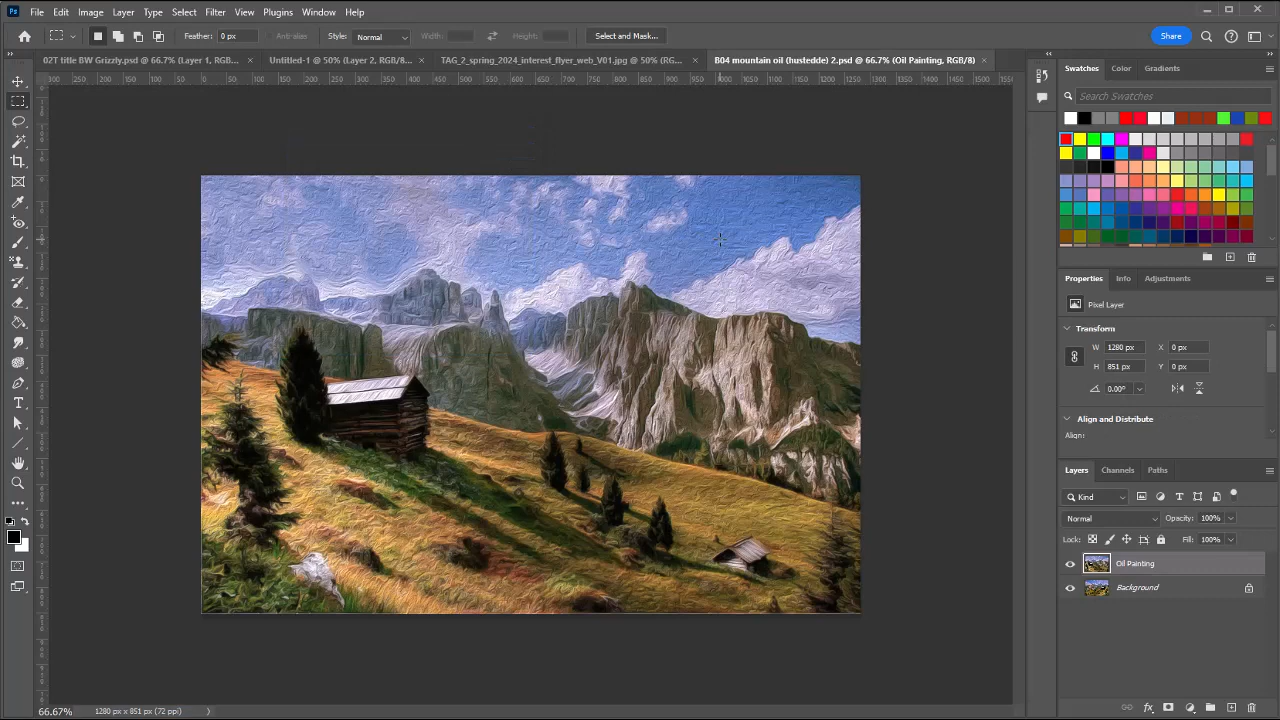 Ps File Edit Image Layer Type Select Filter View Plugins Window Help
Feather: 0 px Anti-alias Style: Normal Width: Height: Select and Mask... Share
02T title BW Grizzly.psd @ 66.7% (Layer 1, RGB... × Untitled-1 @ 50% (Layer 2, RGB/8... × TAG_2_spring_2024_interest_flyer_web_V01.jpg @ 50% (RG... × B04 mountain oil (hustedde) 2.psd @ 66.7% (Oil Painting, RGB/8) ×
Swatches Color Gradients
Search Swatches
Properties Info Adjustments
Pixel Layer
Transform
W 1280 px X 0 px
H 851 px Y 0 px
0.00°
Align and Distribute
Align:
Layers Channels Paths
Kind
Normal Opacity: 100%
Lock: Fill: 100%
Oil Painting
Background
66.67% 1280 px x 851 px (72 ppi)